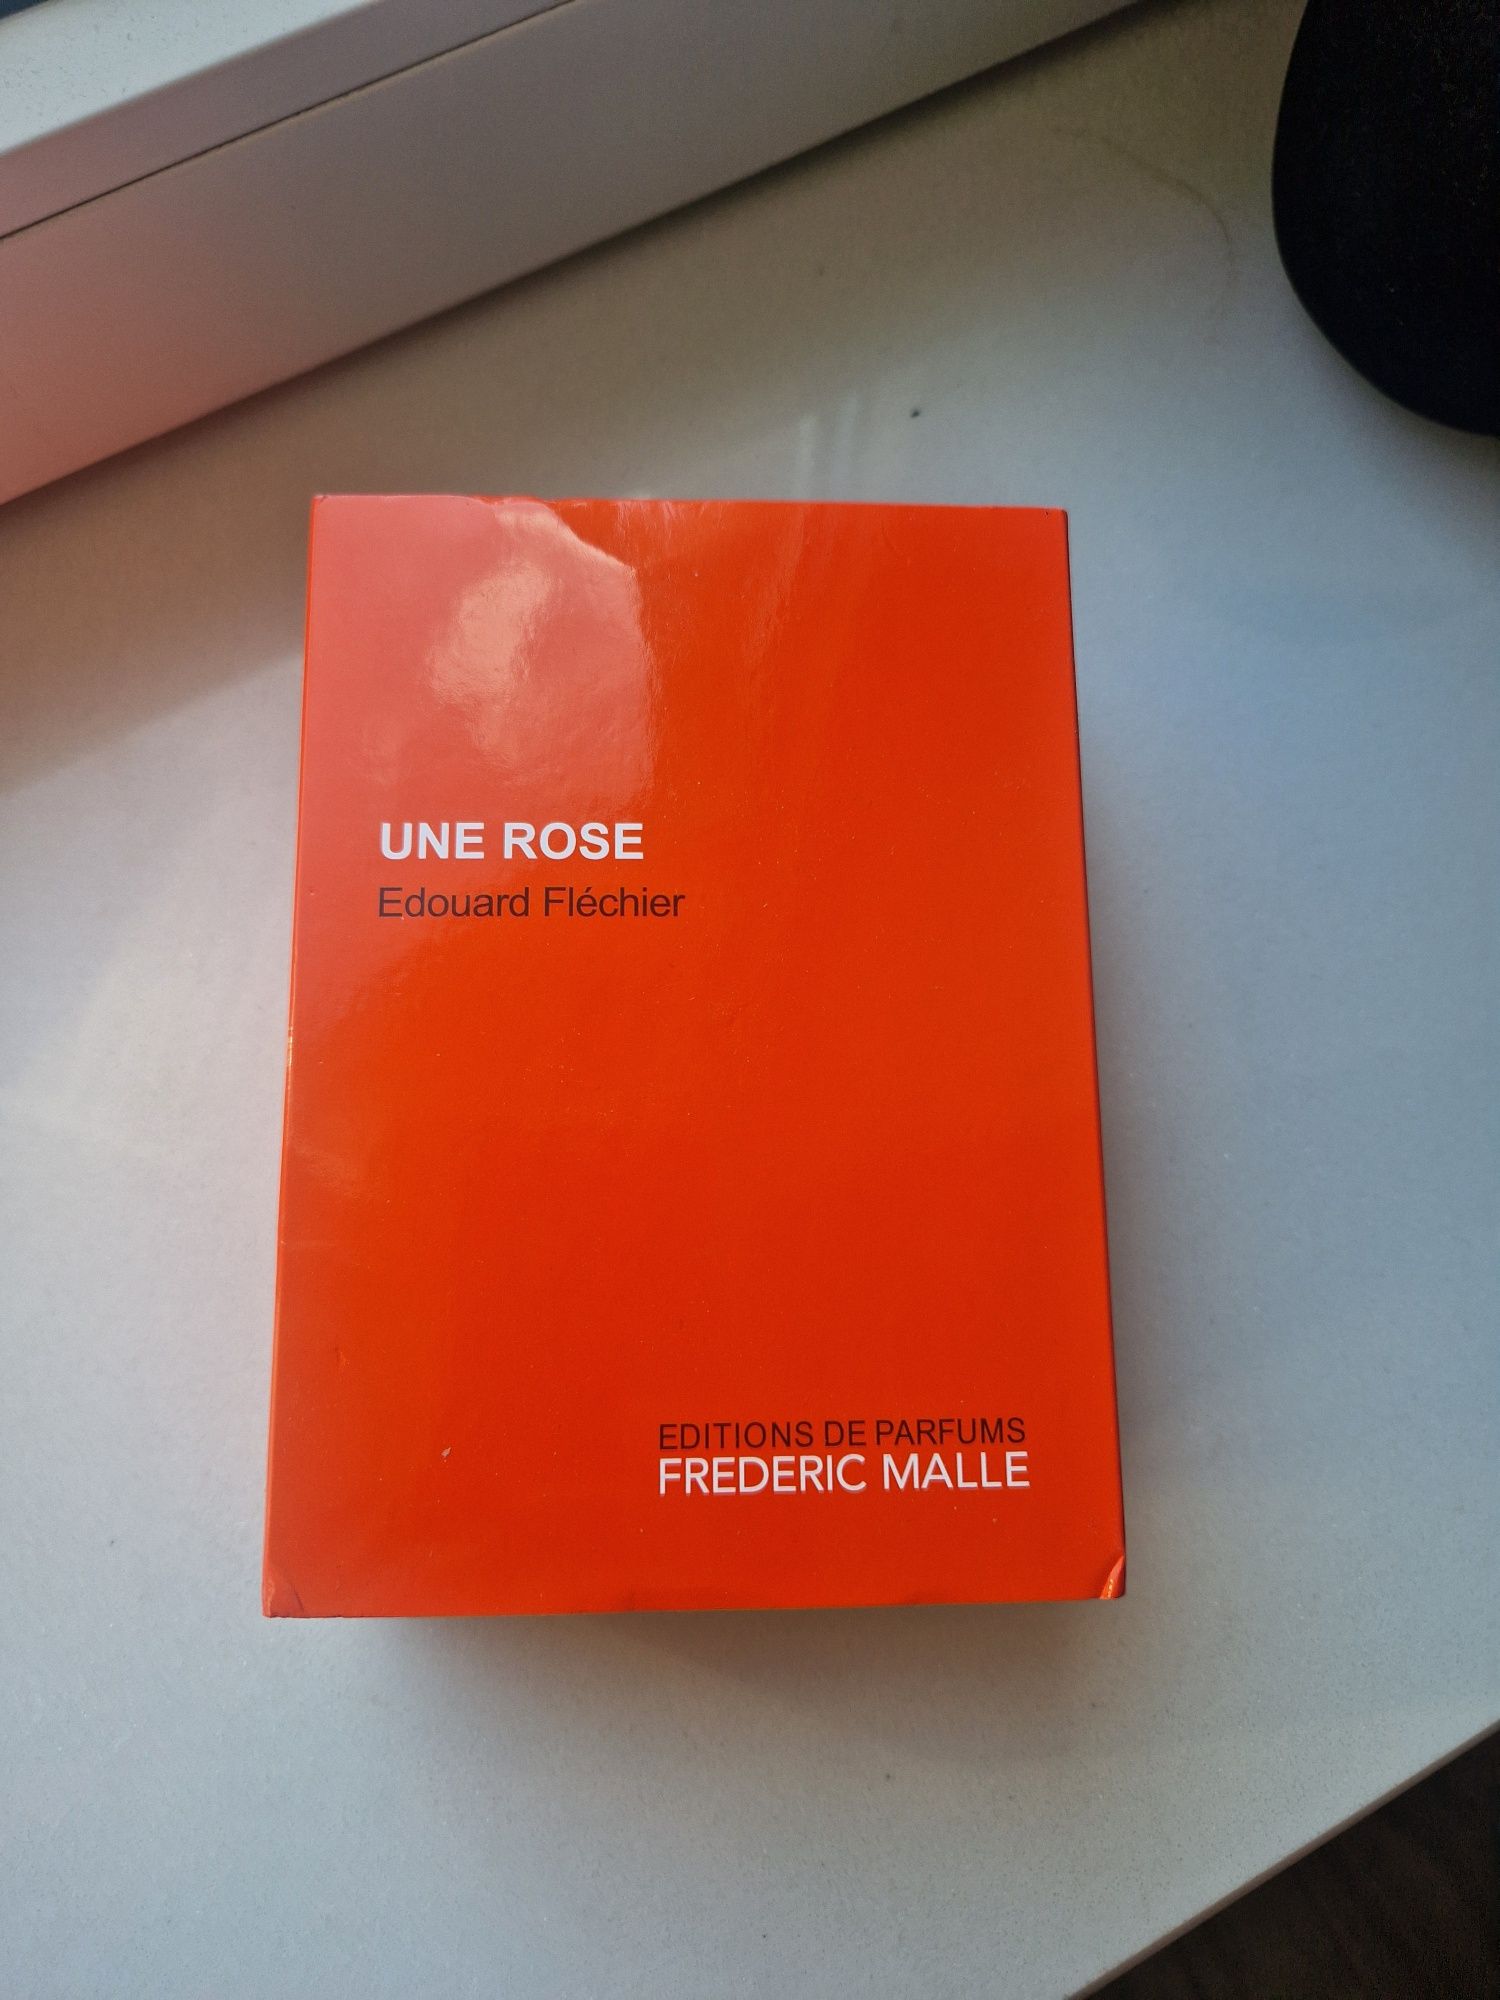 UNE ROSE
Edouard Fléchier
EDITIONS DE PARFUMS
FREDERIC MALLE